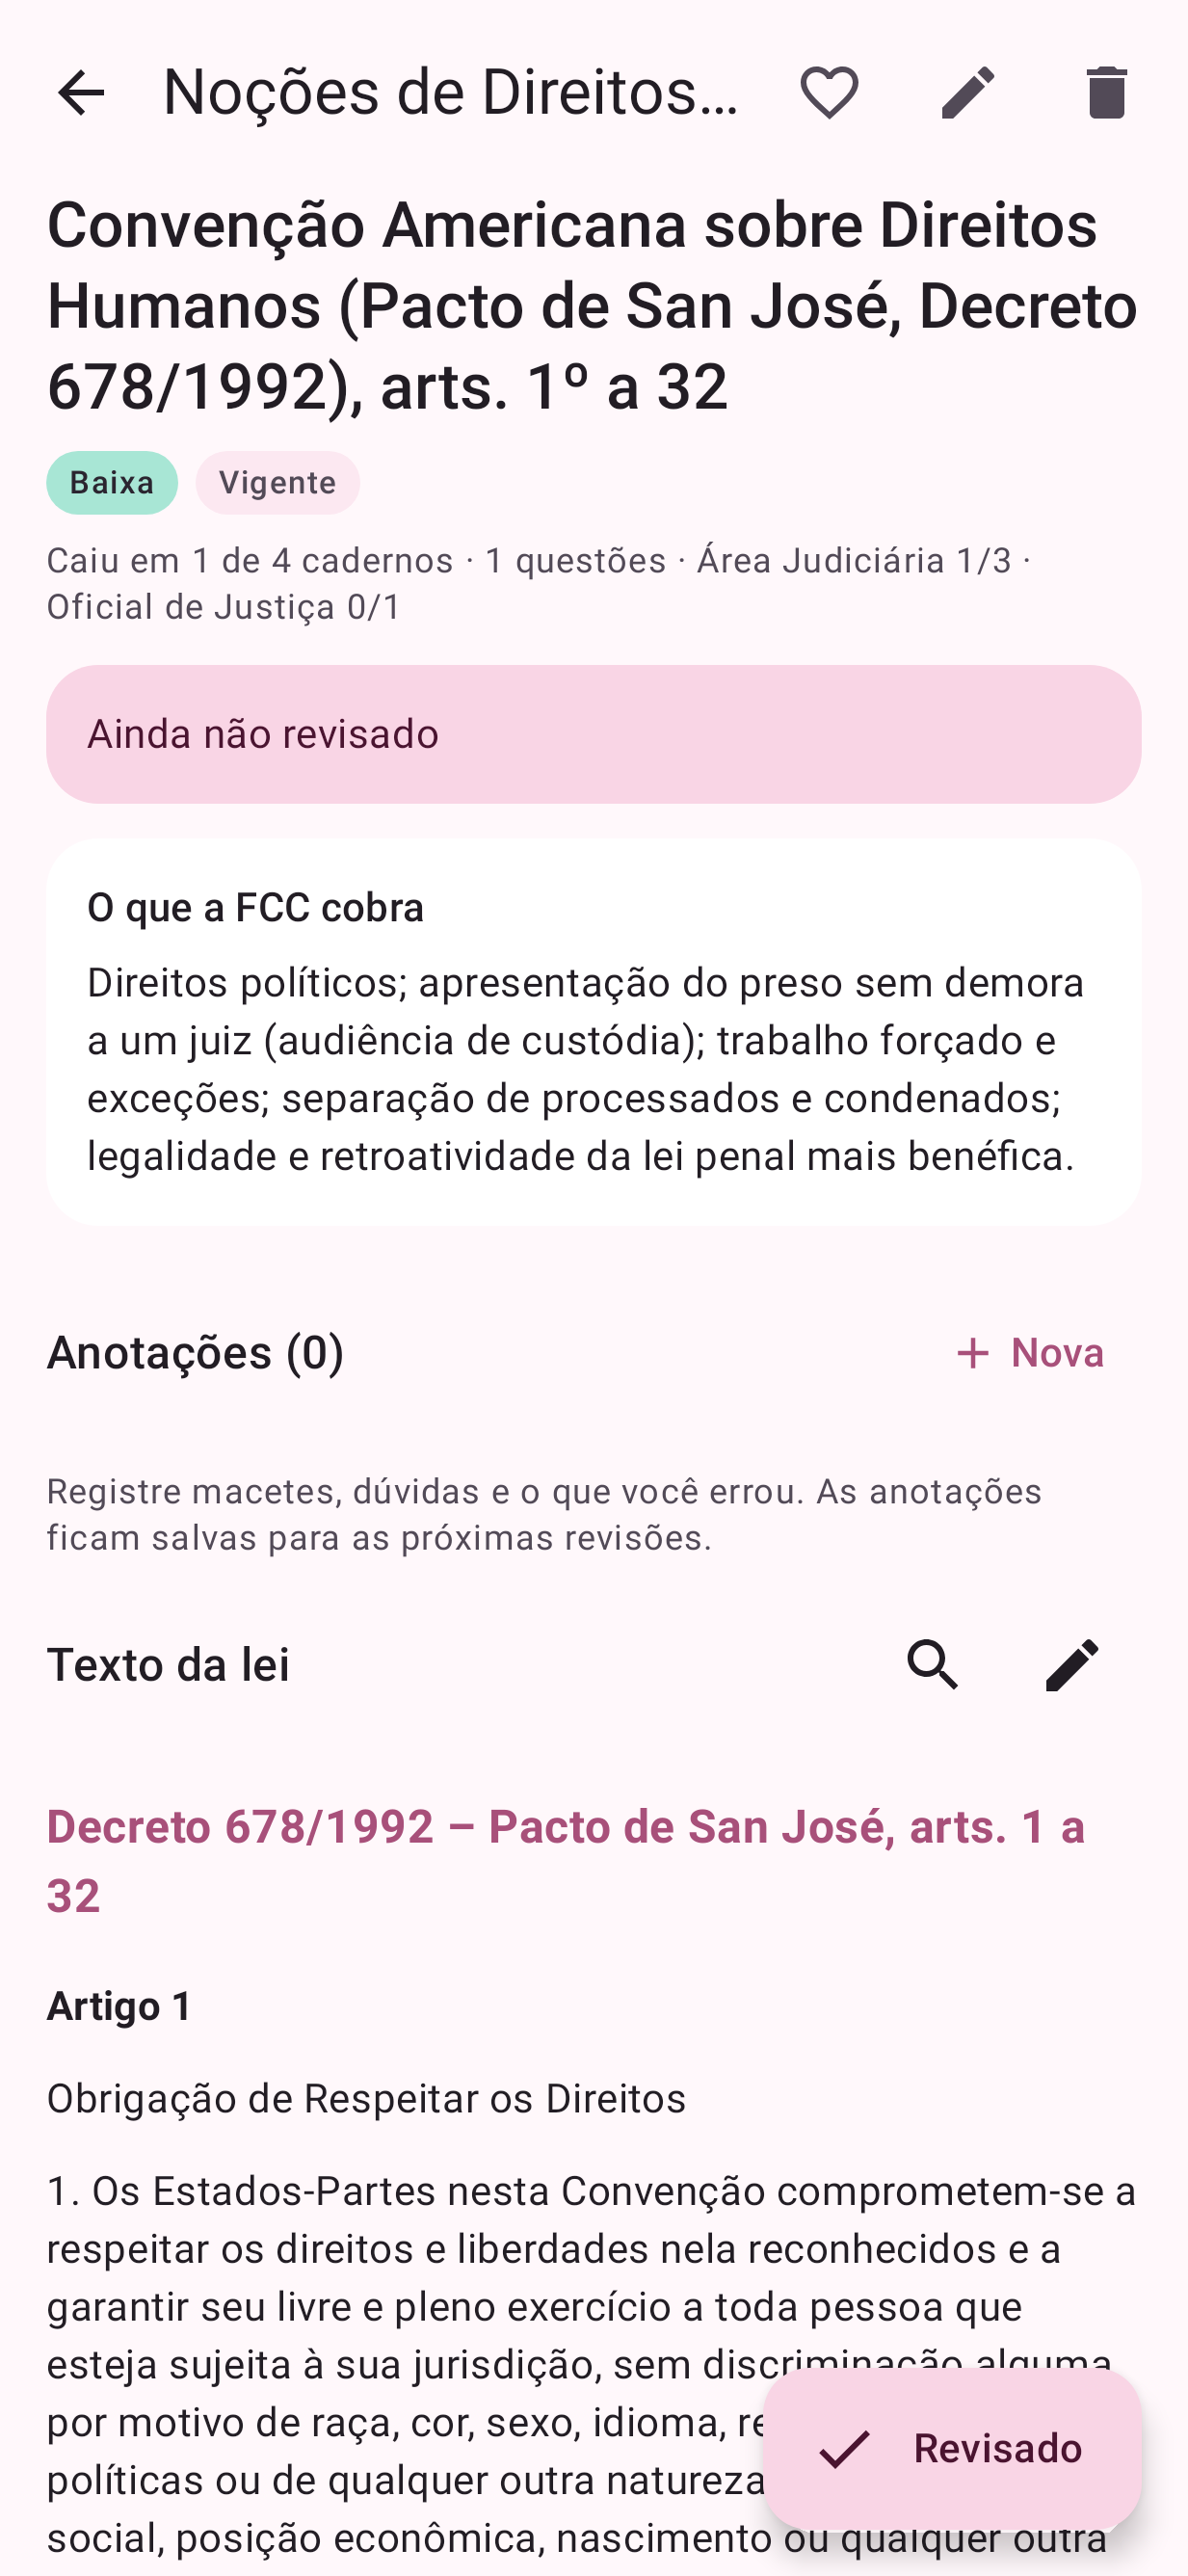 Noções de Direitos...
Convenção Americana sobre Direitos
Humanos (Pacto de San José, Decreto
678/1992), arts. 1º a 32
Baixa Vigente
Caiu em 1 de 4 cadernos · 1 questões · Área Judiciária 1/3 ·
Oficial de Justiça 0/1
Ainda não revisado
O que a FCC cobra
Direitos políticos; apresentação do preso sem demora
a um juiz (audiência de custódia); trabalho forçado e
exceções; separação de processados e condenados;
legalidade e retroatividade da lei penal mais benéfica.
Anotações (0)
+ Nova
Registre macetes, dúvidas e o que você errou. As anotações
ficam salvas para as próximas revisões.
Texto da lei
Decreto 678/1992 – Pacto de San José, arts. 1 a
32
Artigo 1
Obrigação de Respeitar os Direitos
1. Os Estados-Partes nesta Convenção comprometem-se a
respeitar os direitos e liberdades nela reconhecidos e a
garantir seu livre e pleno exercício a toda pessoa que
esteja sujeita à sua jurisdição, sem discriminação alguma
por motivo de raça, cor, sexo, idioma,
políticas ou de qualquer outra natureza
social, posição econômica, nascimento ou qualquer outra
Revisado